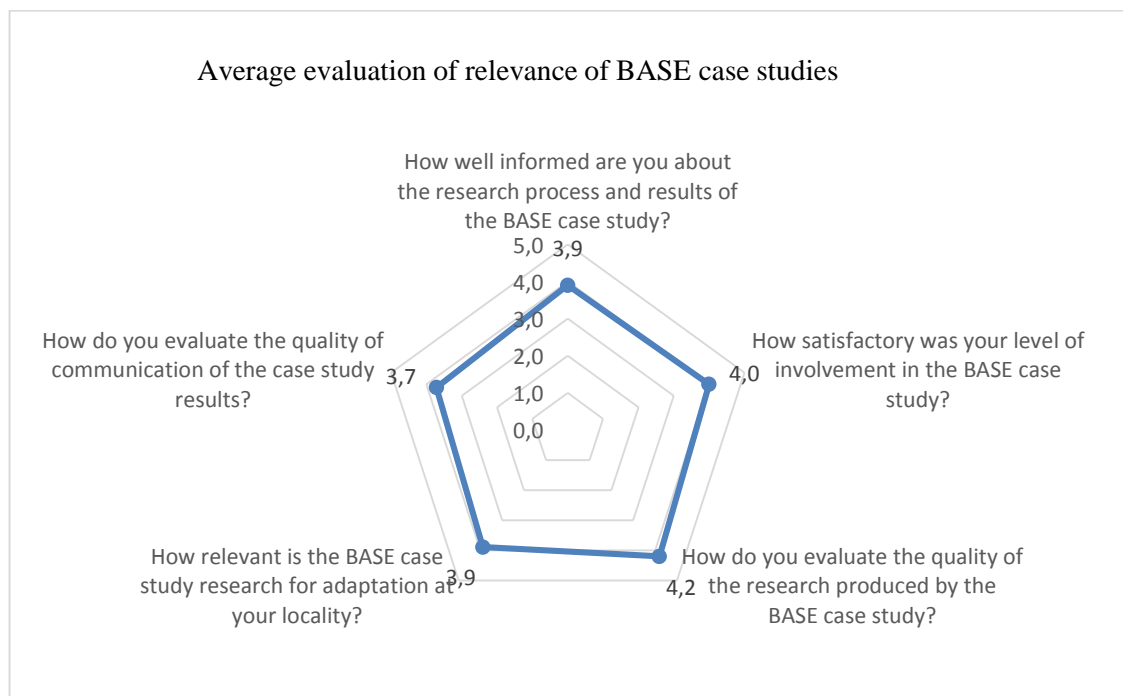 Average evaluation of relevance of BASE case studies
How well informed are you about
the research process and results of
the BASE case study?
5,0
3,9
4,0
3,0
2,0
1,0
0,0
How satisfactory was your level of
involvement in the BASE case
study?
4,0
How do you evaluate the quality of
the research produced by the
BASE case study?
4,2
How relevant is the BASE case
study research for adaptation at
your locality?
3,9
How do you evaluate the quality of
communication of the case study
results?
3,7